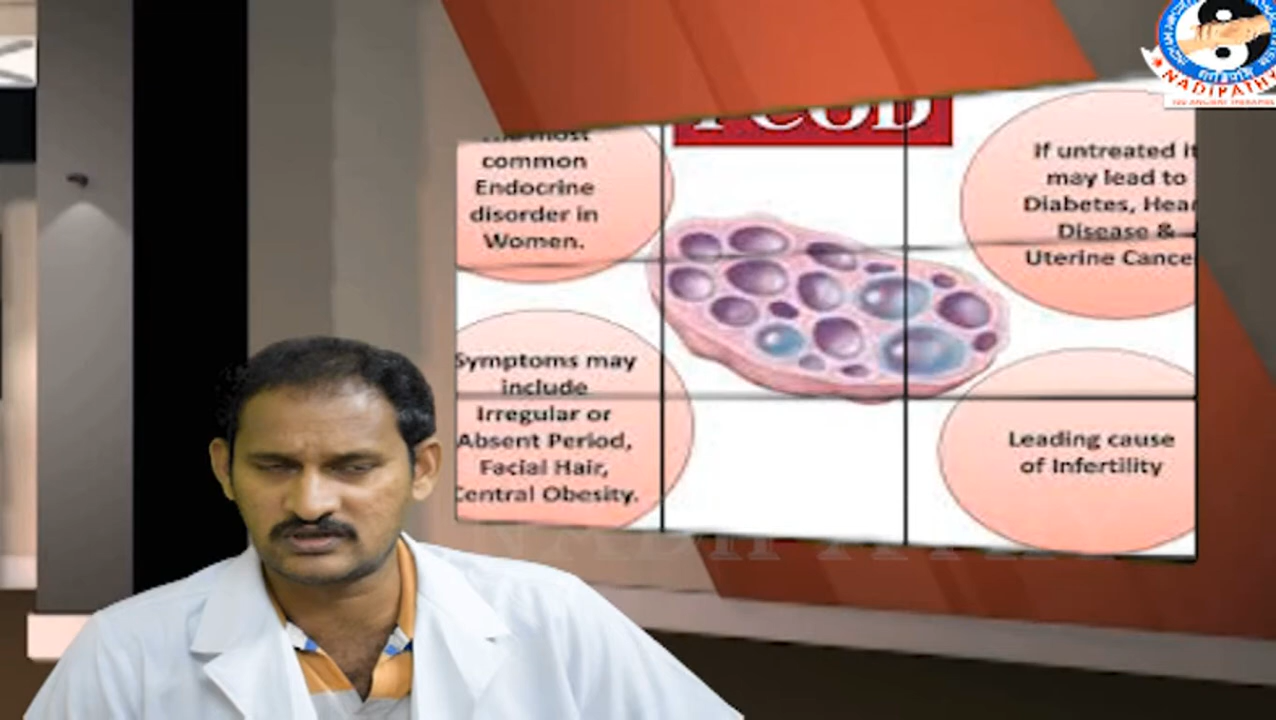 PCOD
common
Endocrine
disorder in
Women.
If untreated it
may lead to
Diabetes, Hear
Disease &
Uterine Cance
Symptoms may
include
Irregular or
Absent Period,
Facial Hair,
Central Obesity.
Leading cause
of Infertility
NADIPATHY